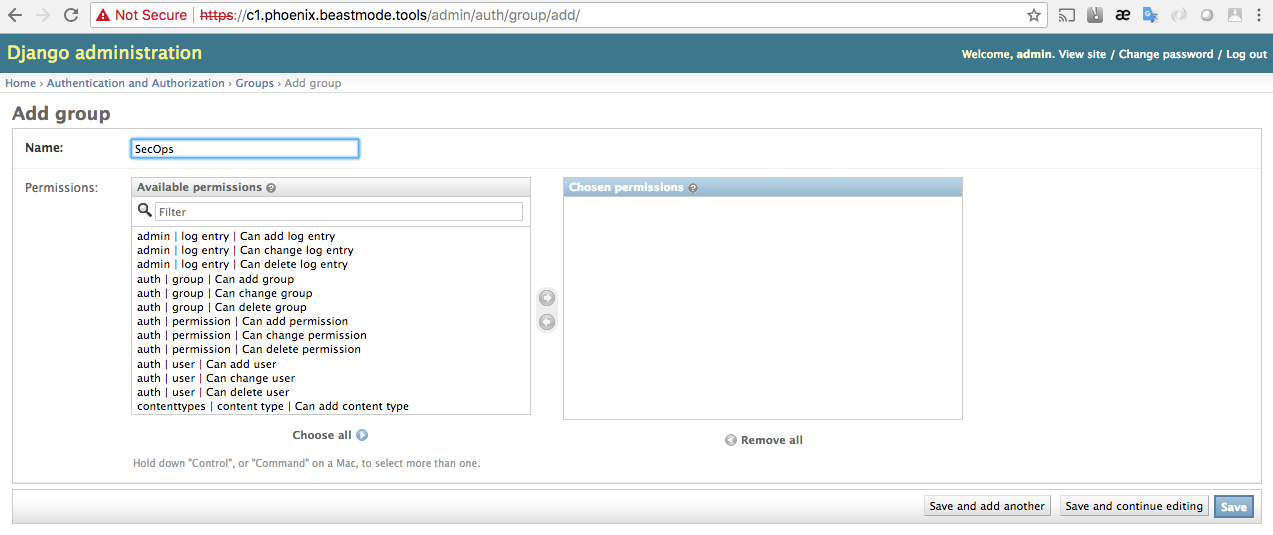 Not Secure | https://c1.phoenix.beastmode.tools/admin/auth/group/add/
Django administration
Welcome, admin. View site / Change password / Log out
Home › Authentication and Authorization › Groups › Add group
Add group
Name:
SecOps
Permissions:
Available permissions ?
Filter
admin | log entry | Can add log entry
admin | log entry | Can change log entry
admin | log entry | Can delete log entry
auth | group | Can add group
auth | group | Can change group
auth | group | Can delete group
auth | permission | Can add permission
auth | permission | Can change permission
auth | permission | Can delete permission
auth | user | Can add user
auth | user | Can change user
auth | user | Can delete user
contenttypes | content type | Can add content type
Choose all
Hold down "Control", or "Command" on a Mac, to select more than one.
Chosen permissions ?
Remove all
Save and add another
Save and continue editing
Save